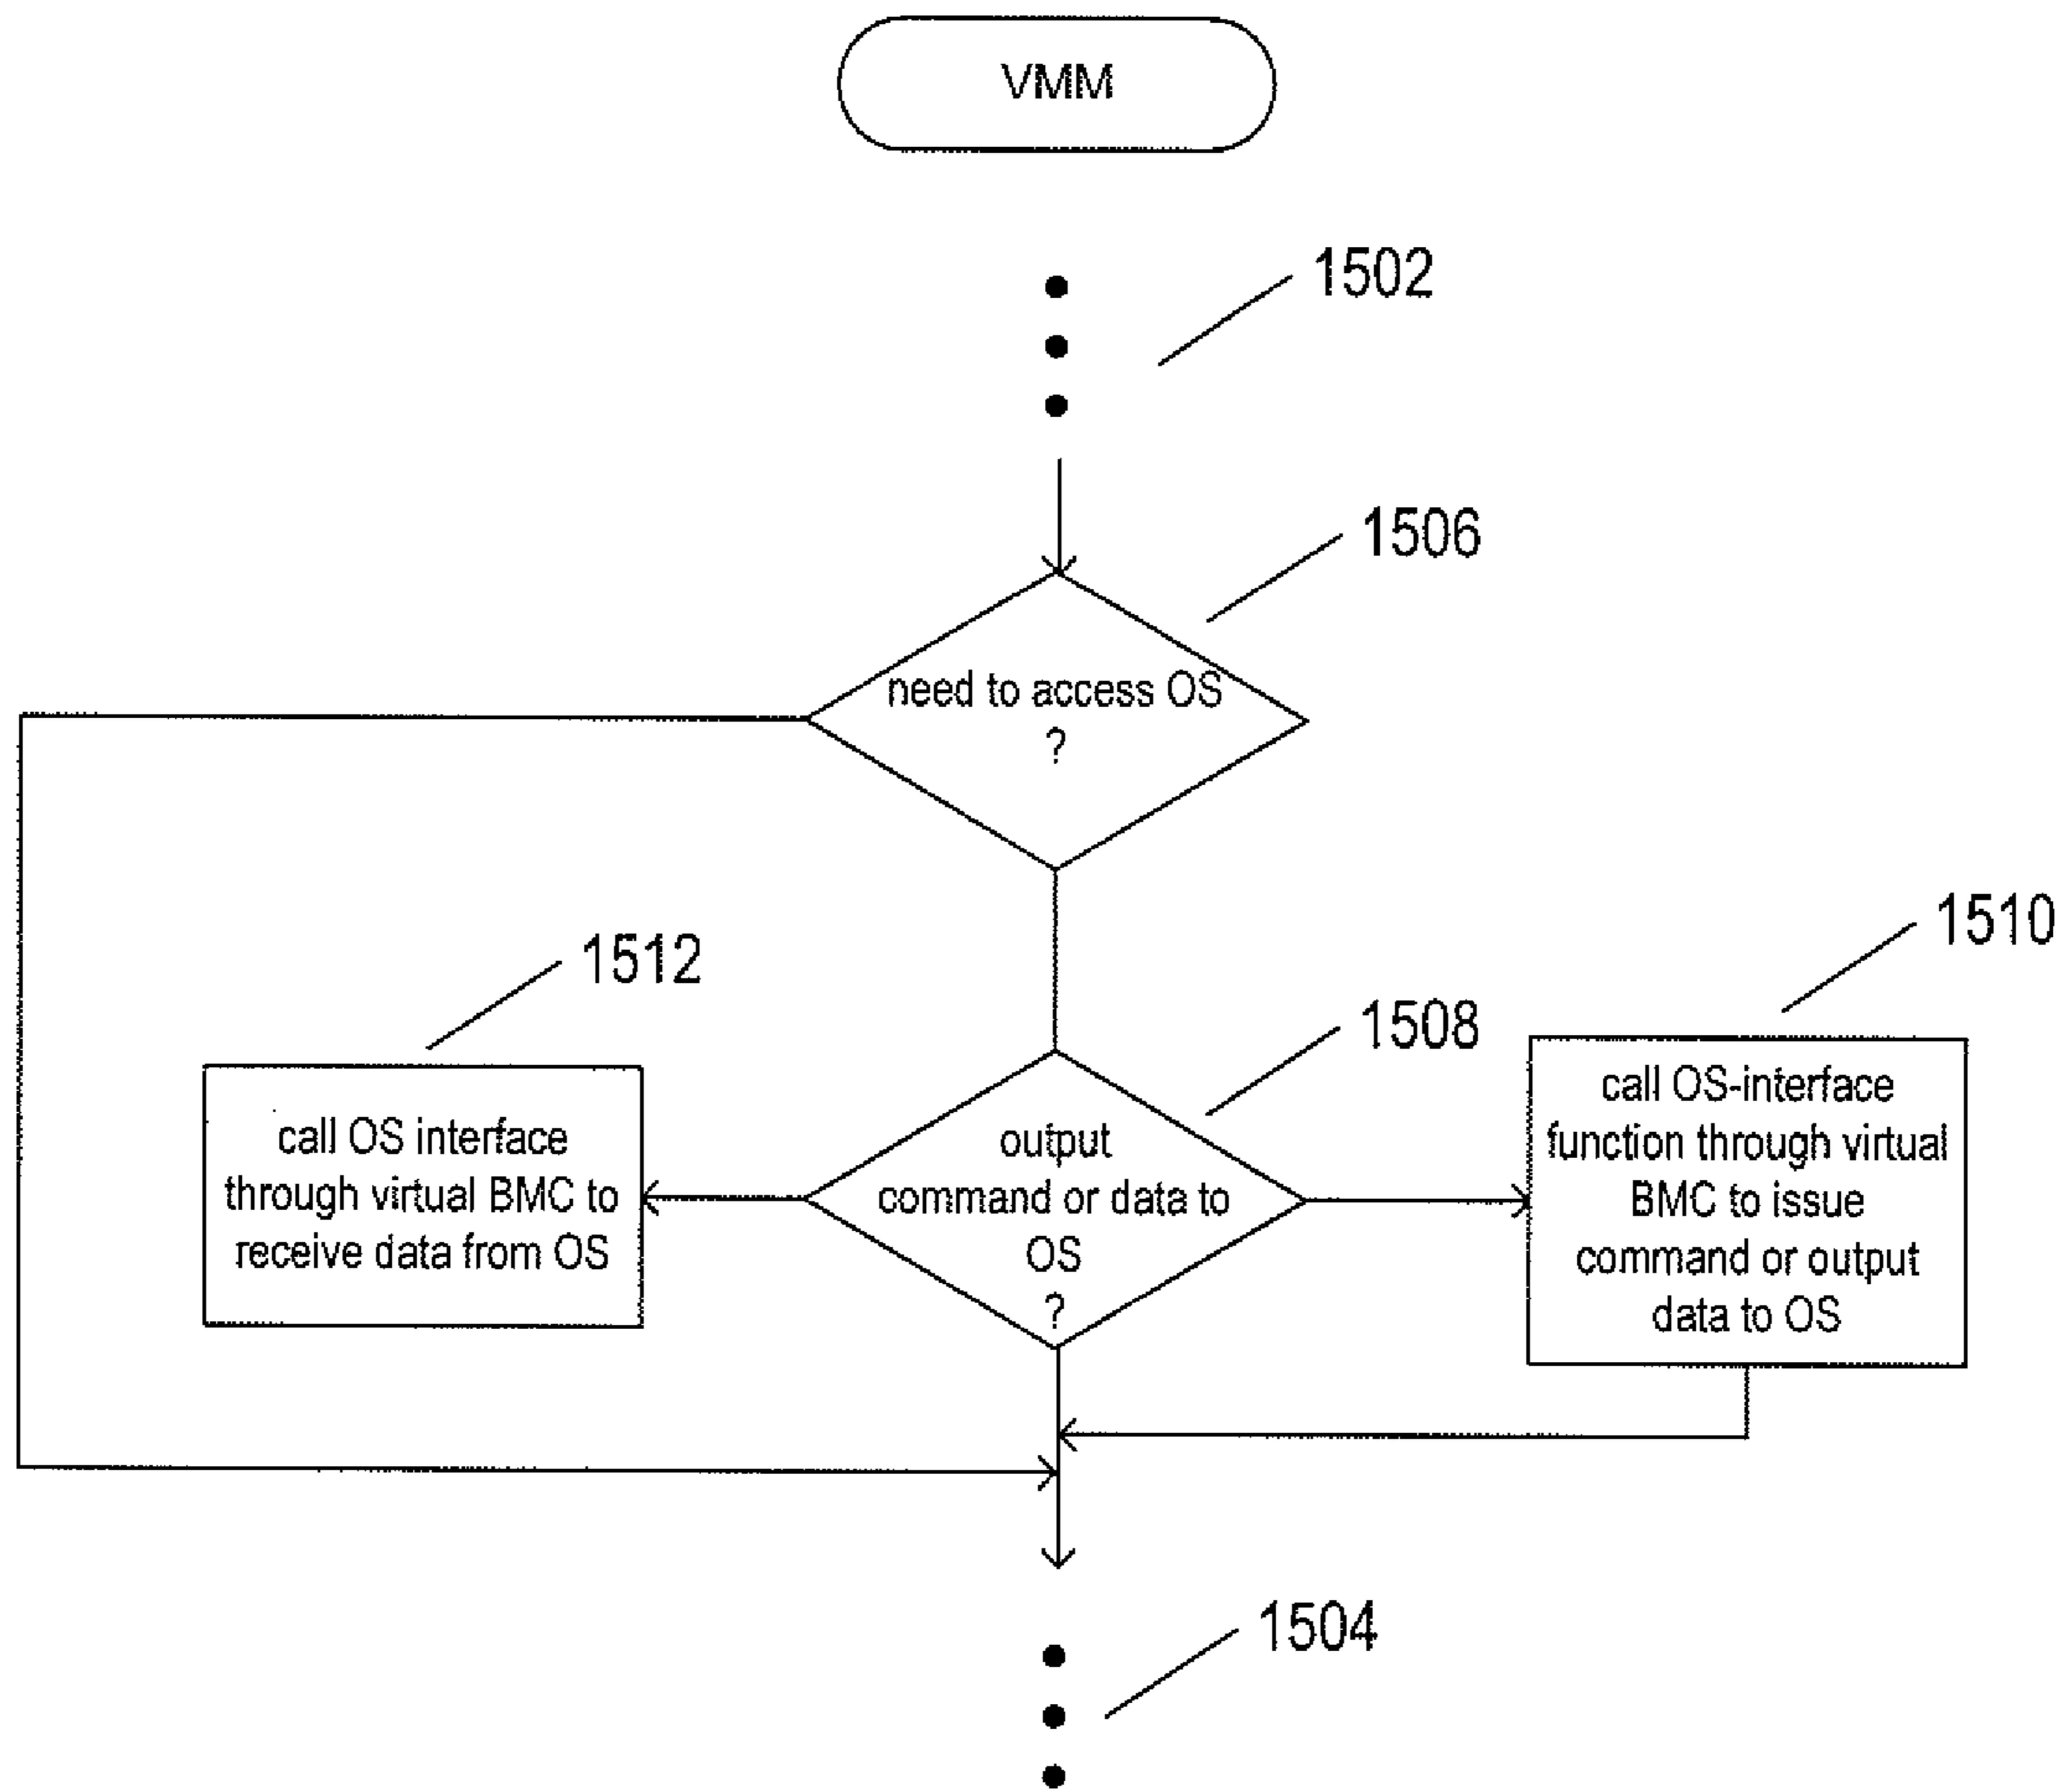 VMM
1502
1506
need to access OS
?
1510
1512
1508
call OS interface
through virtual BMC to
receive data from OS
output
command or data to
OS
?
call OS-interface
function through virtual
BMC to issue
command or output
data to OS
1504